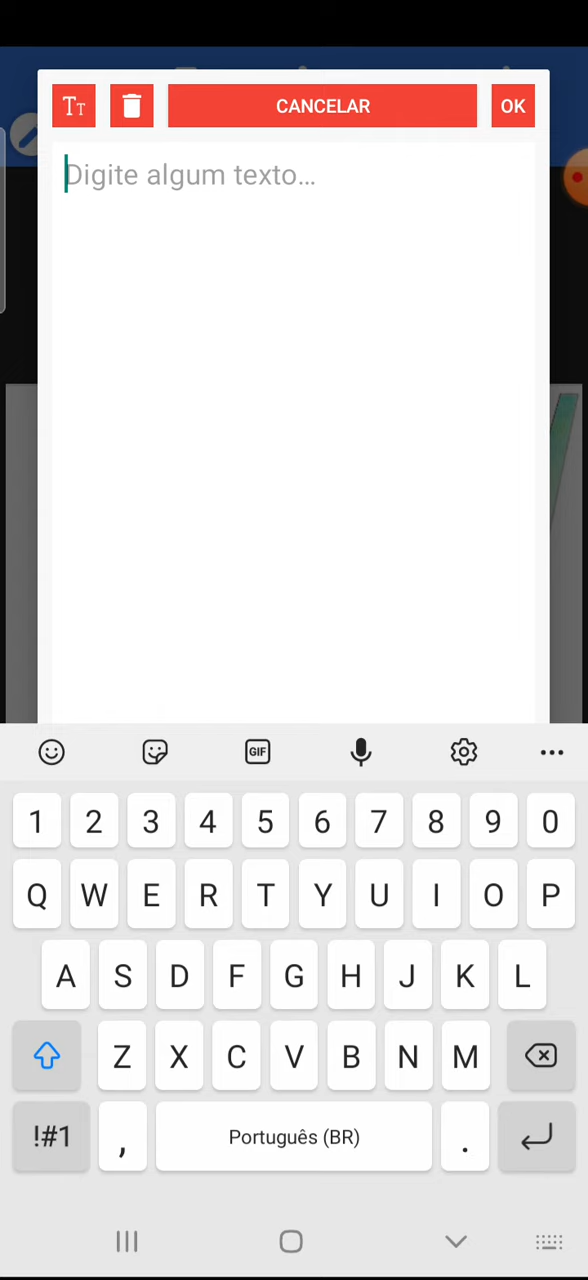 TT CANCELAR OK
Digite algum texto...
GIF
1 2 3 4 5 6 7 8 9 0
Q W E R T Y U I O P
A S D F G H J K L
Z X C V B N M
!#1 , Português (BR) .